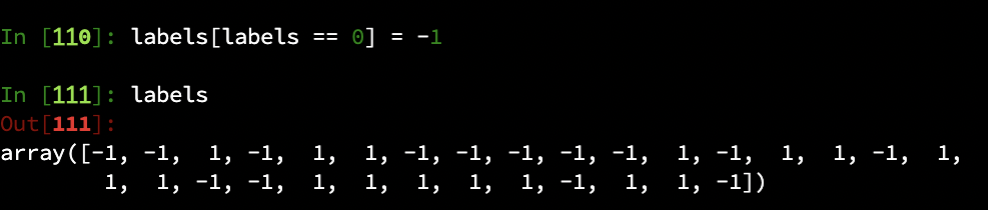 In [110]: labels[labels == 0] = -1
In [111]: labels
Out[111]:
array([-1, -1,  1, -1,  1,  1, -1, -1, -1, -1, -1,  1, -1,  1,  1, -1,  1,
        1,  1, -1, -1,  1,  1,  1,  1,  1, -1,  1,  1, -1])